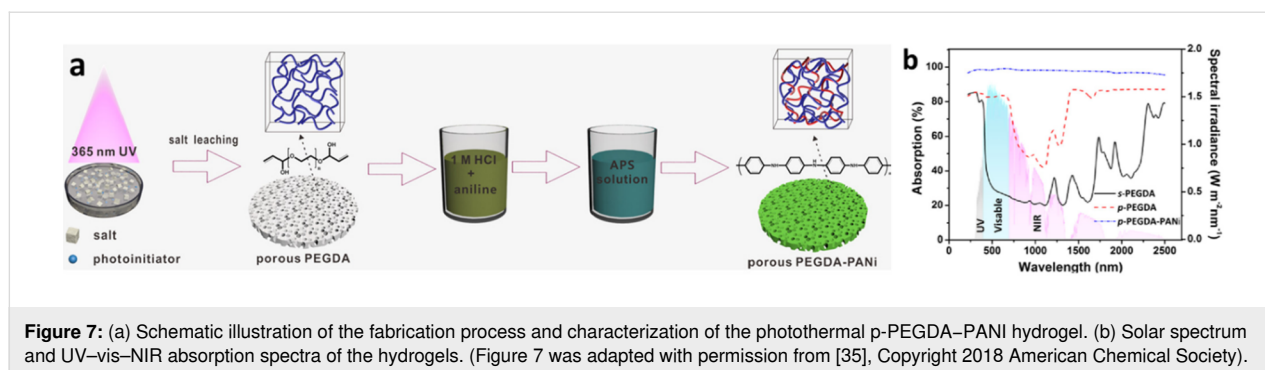 a
365 nm UV
salt
photoinitiator
salt leaching
OH
OH
porous PEGDA
1 M HCl
+
aniline
APS
solution
porous PEGDA-PANi
b
Absorption (%)
100
80
60
40
20
0
UV
Visable
NIR
s-PEGDA
p-PEGDA
p-PEGDA-PANi
0 500 1000 1500 2000 2500
Wavelength (nm)
2.0
1.5
1.0
0.5
0.0
Spectral irradiance (W m⁻²nm⁻¹)
Figure 7: (a) Schematic illustration of the fabrication process and characterization of the photothermal p-PEGDA–PANI hydrogel. (b) Solar spectrum
and UV–vis–NIR absorption spectra of the hydrogels. (Figure 7 was adapted with permission from [35], Copyright 2018 American Chemical Society).